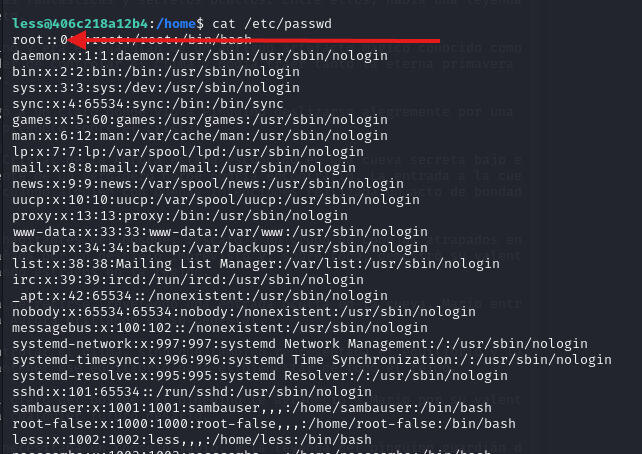 less@406c218a12b4:/home$ cat /etc/passwd
root::0 :root:/root:/bin/bash
daemon:x:1:1:daemon:/usr/sbin:/usr/sbin/nologin
bin:x:2:2:bin:/bin:/usr/sbin/nologin
sys:x:3:3:sys:/dev:/usr/sbin/nologin
sync:x:4:65534:sync:/bin:/bin/sync
games:x:5:60:games:/usr/games:/usr/sbin/nologin
man:x:6:12:man:/var/cache/man:/usr/sbin/nologin
lp:x:7:7:lp:/var/spool/lpd:/usr/sbin/nologin
mail:x:8:8:mail:/var/mail:/usr/sbin/nologin
news:x:9:9:news:/var/spool/news:/usr/sbin/nologin
uucp:x:10:10:uucp:/var/spool/uucp:/usr/sbin/nologin
proxy:x:13:13:proxy:/bin:/usr/sbin/nologin
www-data:x:33:33:www-data:/var/www:/usr/sbin/nologin
backup:x:34:34:backup:/var/backups:/usr/sbin/nologin
list:x:38:38:Mailing List Manager:/var/list:/usr/sbin/nologin
irc:x:39:39:ircd:/run/ircd:/usr/sbin/nologin
_apt:x:42:65534::/nonexistent:/usr/sbin/nologin
nobody:x:65534:65534:nobody:/nonexistent:/usr/sbin/nologin
messagebus:x:100:102::/nonexistent:/usr/sbin/nologin
systemd-network:x:997:997:systemd Network Management:/:/usr/sbin/nologin
systemd-timesync:x:996:996:systemd Time Synchronization:/:/usr/sbin/nologin
systemd-resolve:x:995:995:systemd Resolver:/:/usr/sbin/nologin
sshd:x:101:65534::/run/sshd:/usr/sbin/nologin
sambauser:x:1001:1001:sambauser,,,:/home/sambauser:/bin/bash
root-false:x:1000:1000:root-false,,,:/home/root-false:/bin/bash
less:x:1002:1002:less,,,:/home/less:/bin/bash